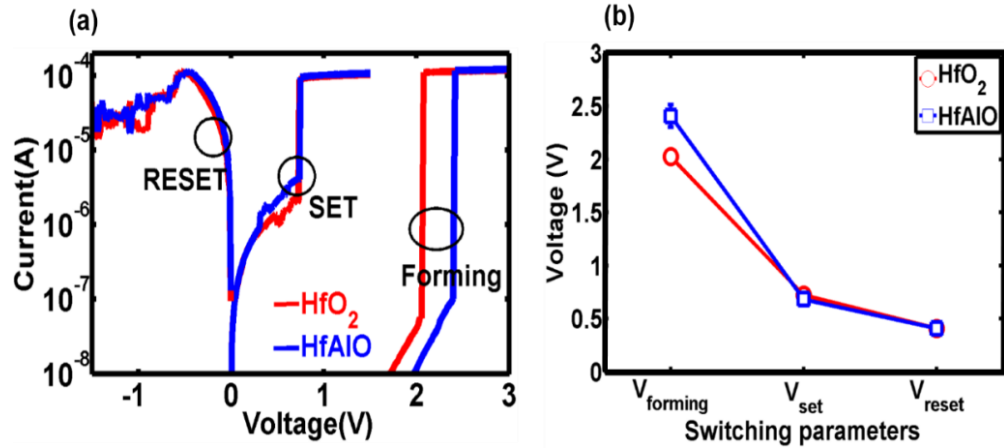 (a)
Current(A)
10⁻⁴
10⁻⁵
10⁻⁶
10⁻⁷
10⁻⁸
RESET
SET
Forming
HfO₂
HfAlO
-1 0 1 2 3
Voltage(V)
(b)
Voltage (V)
3
2.5
2
1.5
1
0.5
0
HfO₂
HfAlO
V_forming V_set V_reset
Switching parameters